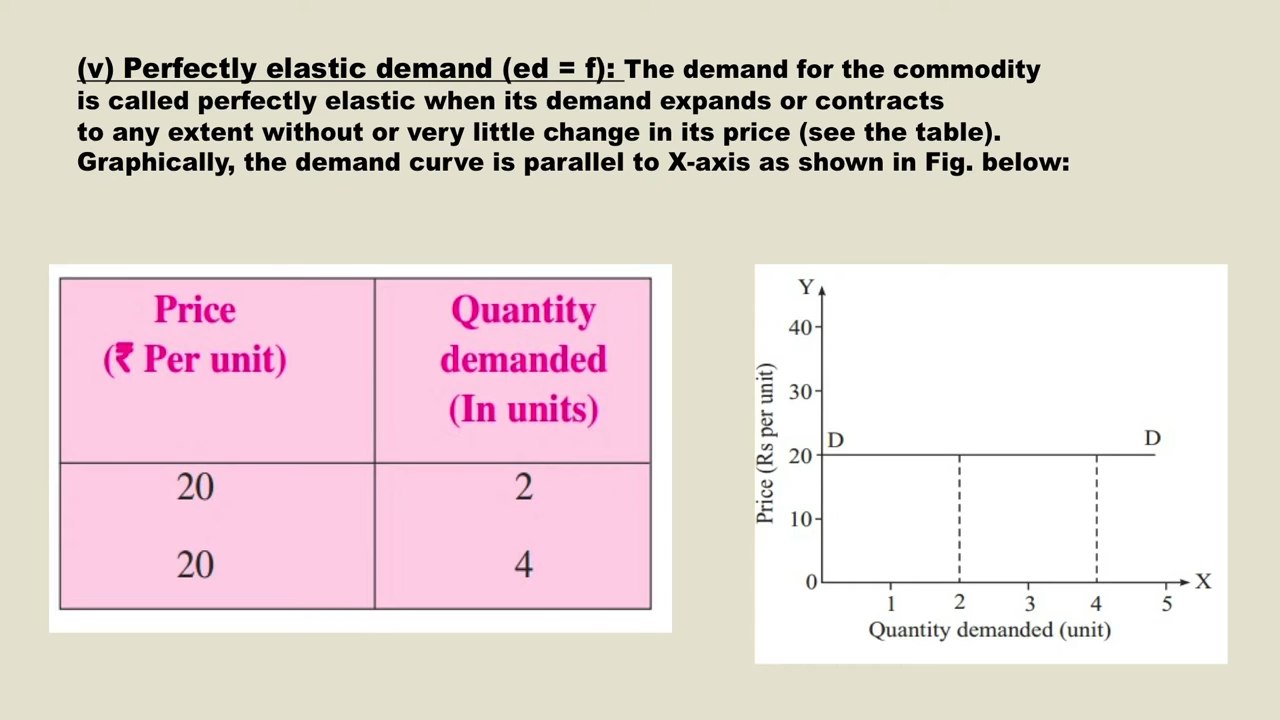 (v) Perfectly elastic demand (ed = f): The demand for the commodity
is called perfectly elastic when its demand expands or contracts
to any extent without or very little change in its price (see the table).
Graphically, the demand curve is parallel to X-axis as shown in Fig. below:
Price
(₹ Per unit)
Quantity
demanded
(In units)
20 2
20 4
Y
40
30
20
10
0
Price (Rs per unit)
D D
1 2 3 4 5
X
Quantity demanded (unit)